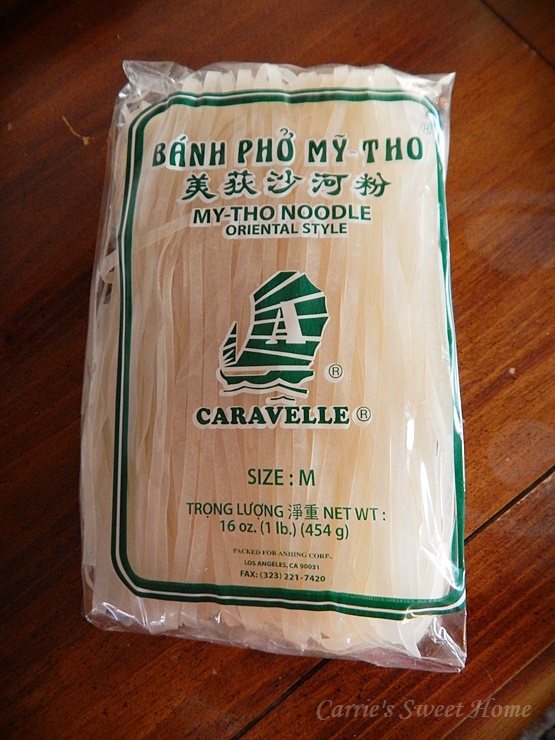 BÁNH PHỞ MỸ-THO ®
美荻沙河粉
MY-THO NOODLE
ORIENTAL STYLE
A
®
CARAVELLE ®
SIZE : M
TRỌNG LƯỢNG 淨重 NET WT :
16 oz. (1 lb.) (454 g)
PACKED FOR ANHING CORP..
LOS ANGELES, CA 90031
FAX: (323) 221-7420
Carrie's Sweet Home